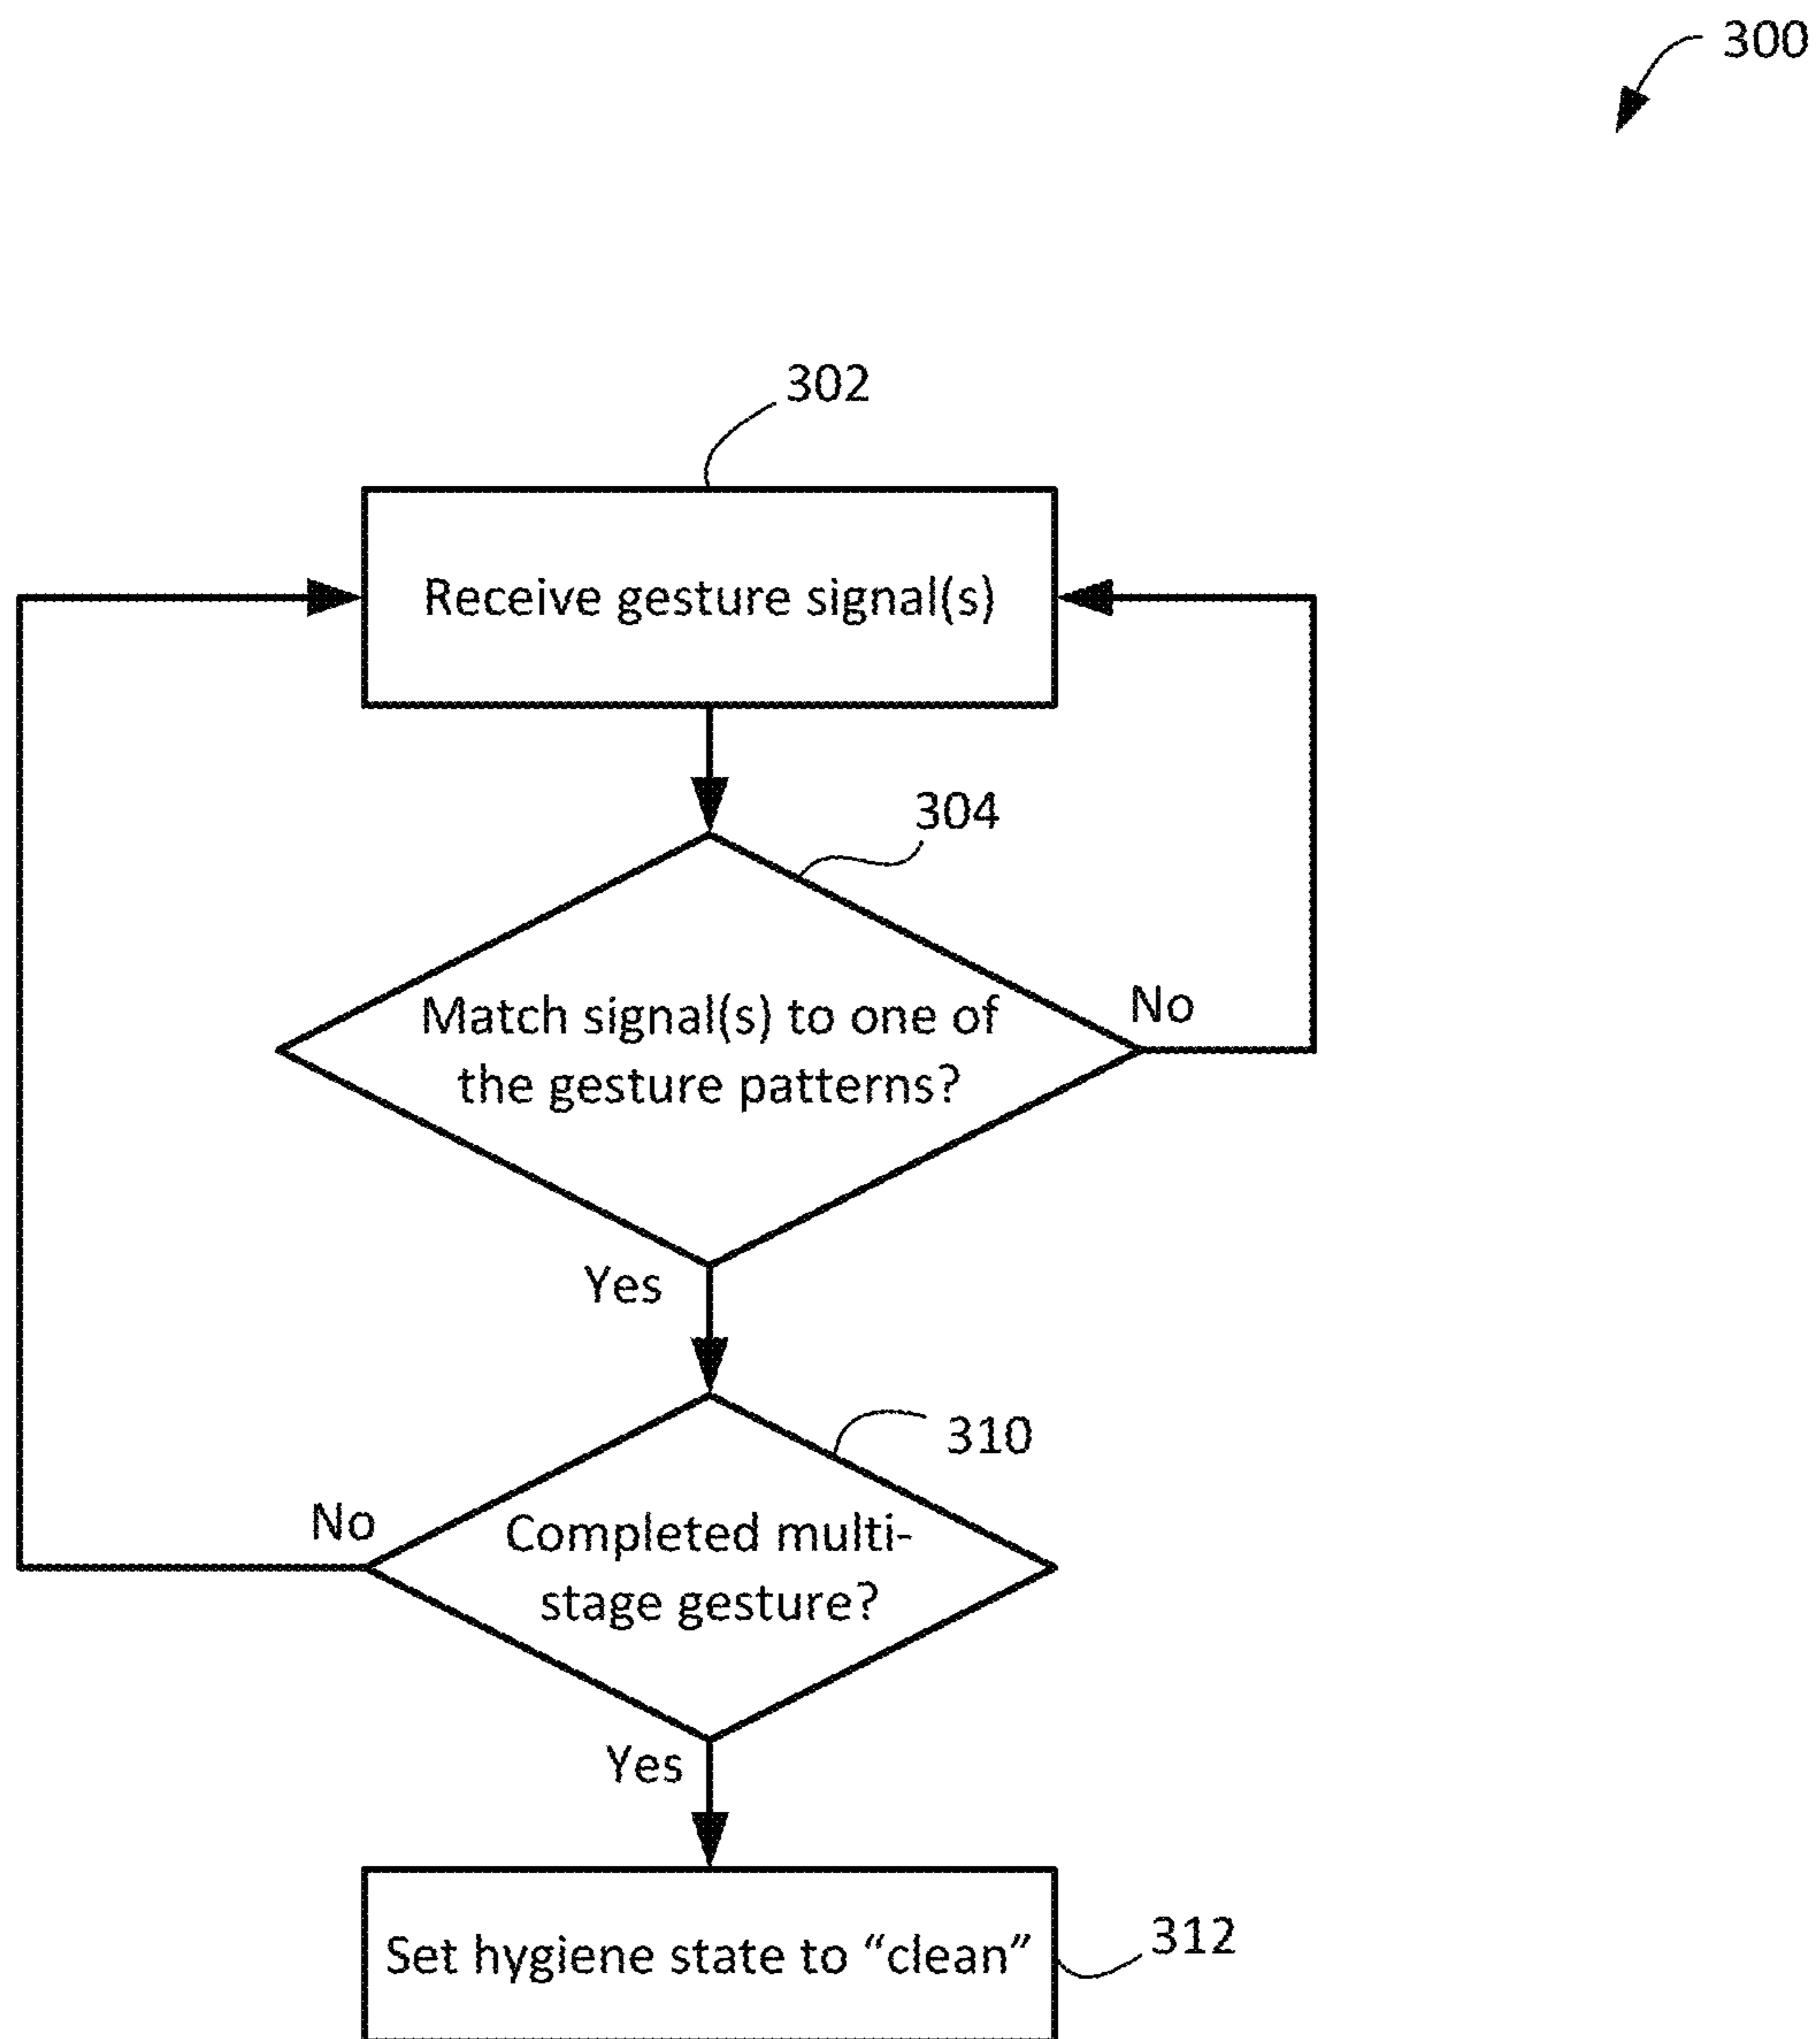 300
302
Receive gesture signal(s)
304
Match signal(s) to one of
the gesture patterns?
No
Yes
310
No
Completed multi-
stage gesture?
Yes
Set hygiene state to “clean”
312